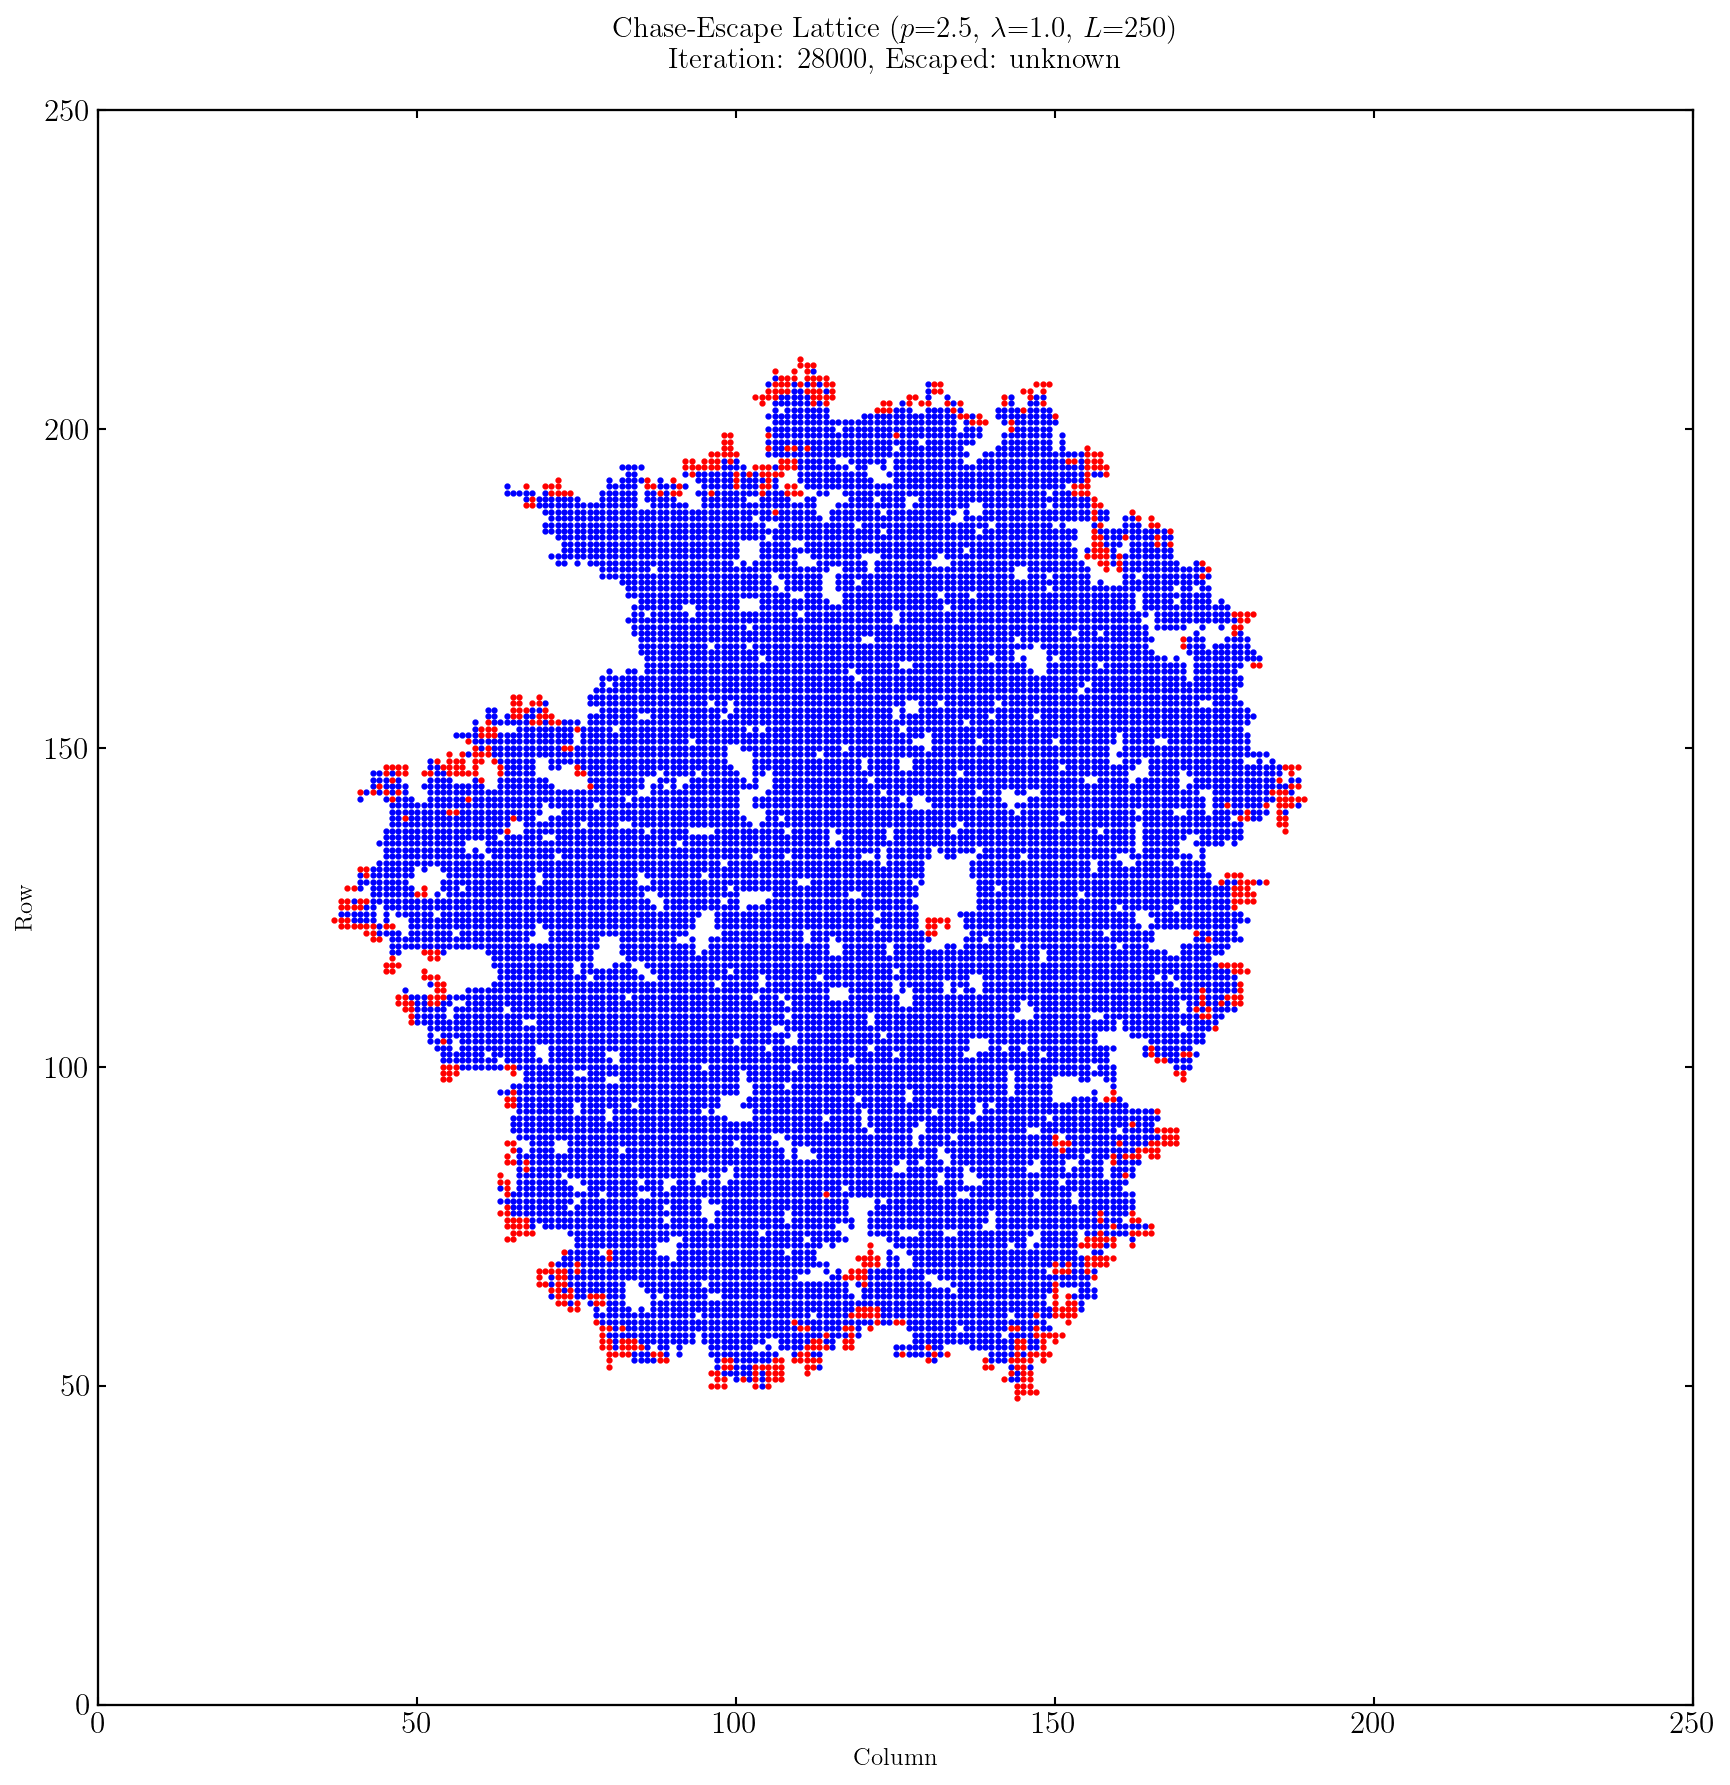 Chase-Escape Lattice (p=2.5, λ=1.0, L=250)
Iteration: 28000, Escaped: unknown
250
200
150
100
50
0
Row
0 50 100 150 200 250
Column